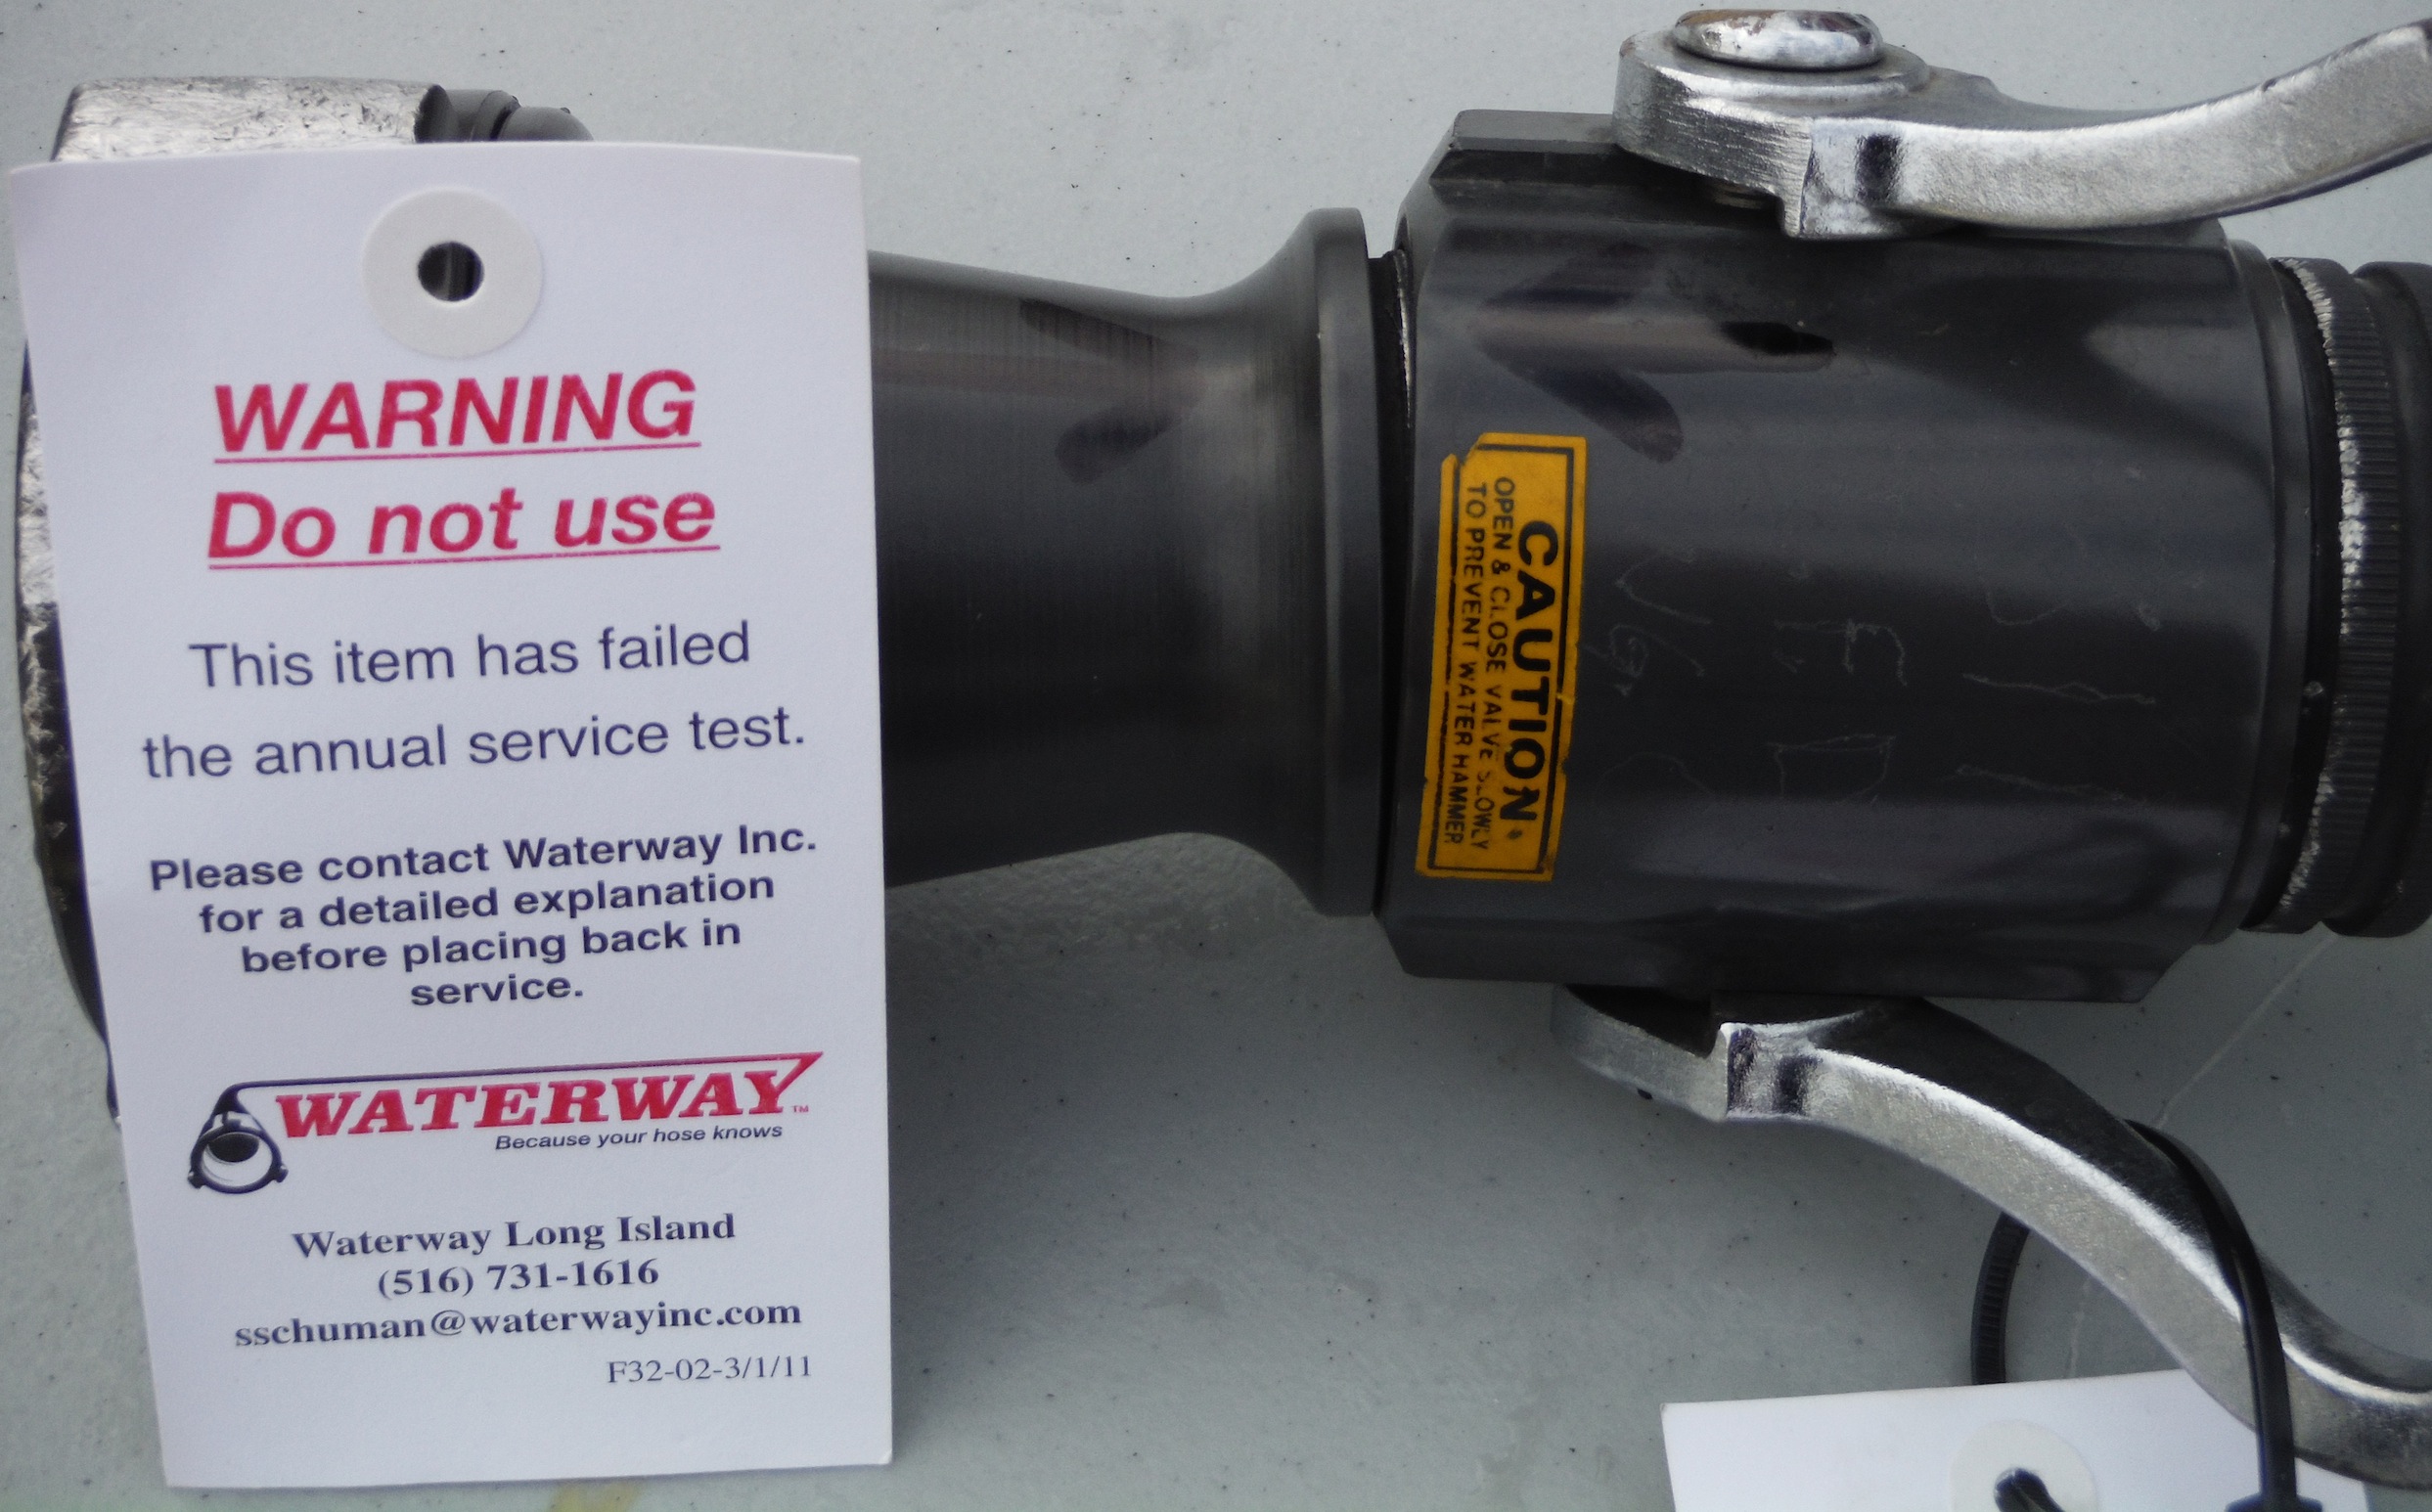 WARNING
Do not use
This item has failed
the annual service test.
Please contact Waterway Inc.
for a detailed explanation
before placing back in
service.
WATERWAY™
Because your hose knows
Waterway Long Island
(516) 731-1616
sschuman@waterwayinc.com
F32-02-3/1/11
CAUTION
OPEN & CLOSE VALVE SLOWLY
TO PREVENT WATER HAMMER